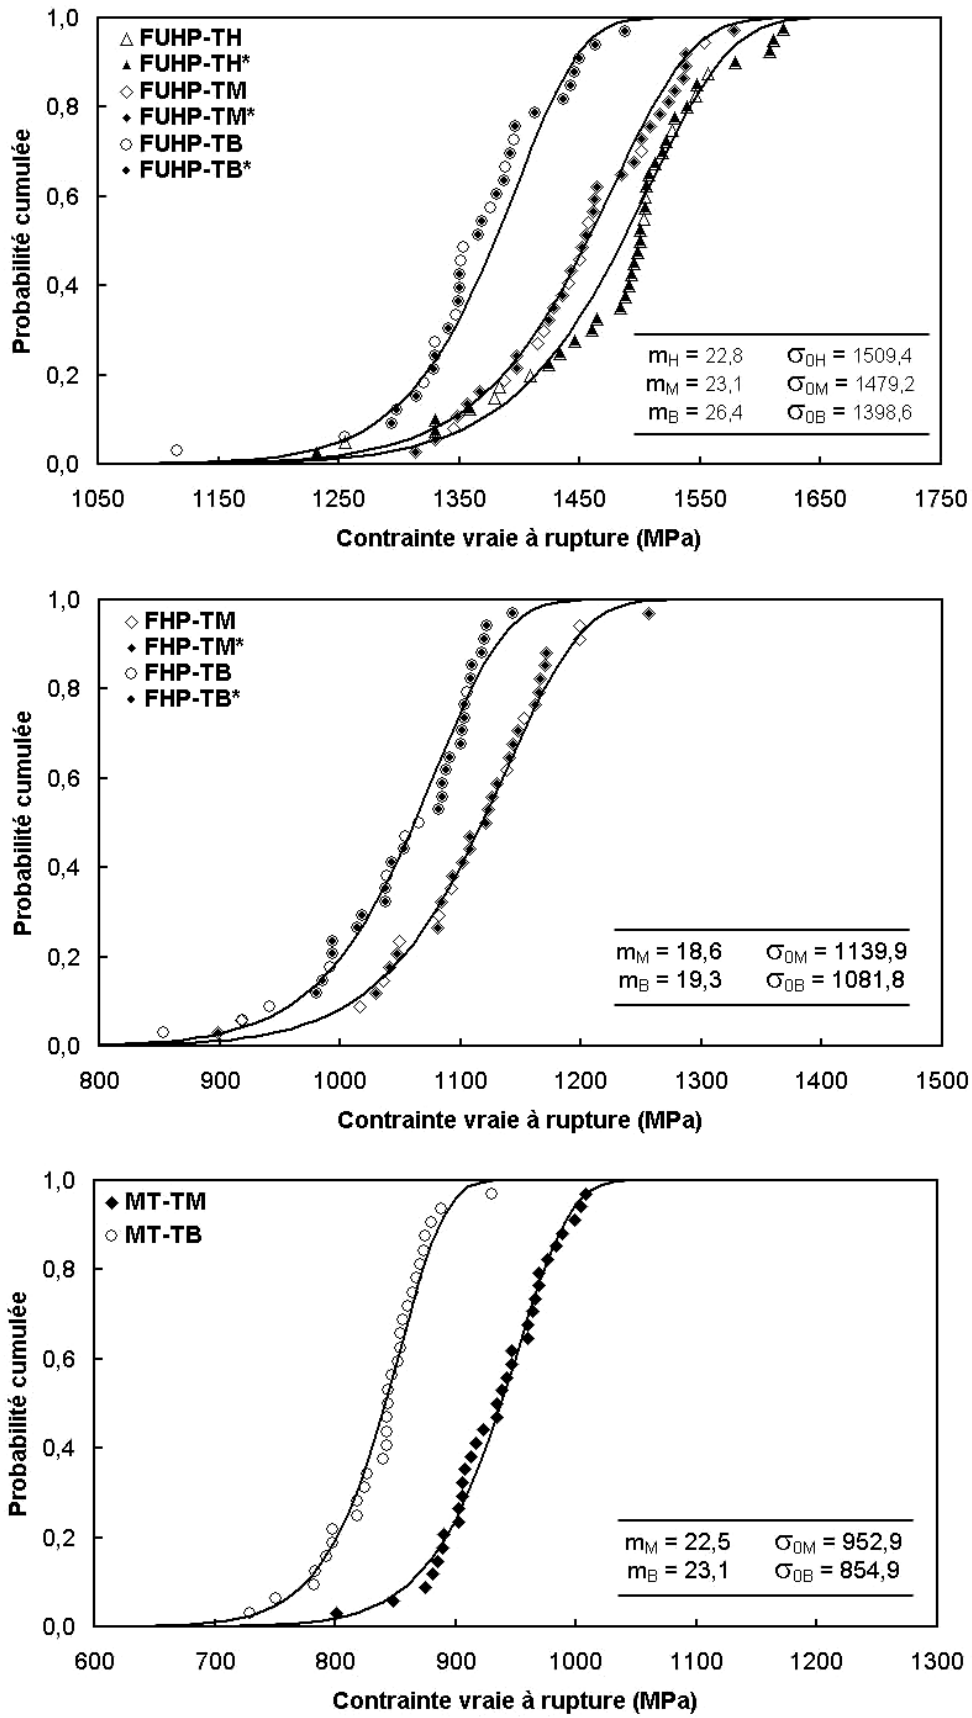 1,0
0,8
0,6
0,4
0,2
0,0
Probabilité cumulée
FUHP-TH
FUHP-TH*
FUHP-TM
FUHP-TM*
FUHP-TB
FUHP-TB*
mH = 22,8 σ0H = 1509,4
mM = 23,1 σ0M = 1479,2
mB = 26,4 σ0B = 1398,6
1050 1150 1250 1350 1450 1550 1650 1750
Contrainte vraie à rupture (MPa)
1,0
0,8
0,6
0,4
0,2
0,0
Probabilité cumulée
FHP-TM
FHP-TM*
FHP-TB
FHP-TB*
mM = 18,6 σ0M = 1139,9
mB = 19,3 σ0B = 1081,8
800 900 1000 1100 1200 1300 1400 1500
Contrainte vraie à rupture (MPa)
1,0
0,8
0,6
0,4
0,2
0,0
Probabilité cumulée
MT-TM
MT-TB
mM = 22,5 σ0M = 952,9
mB = 23,1 σ0B = 854,9
600 700 800 900 1000 1100 1200 1300
Contrainte vraie à rupture (MPa)